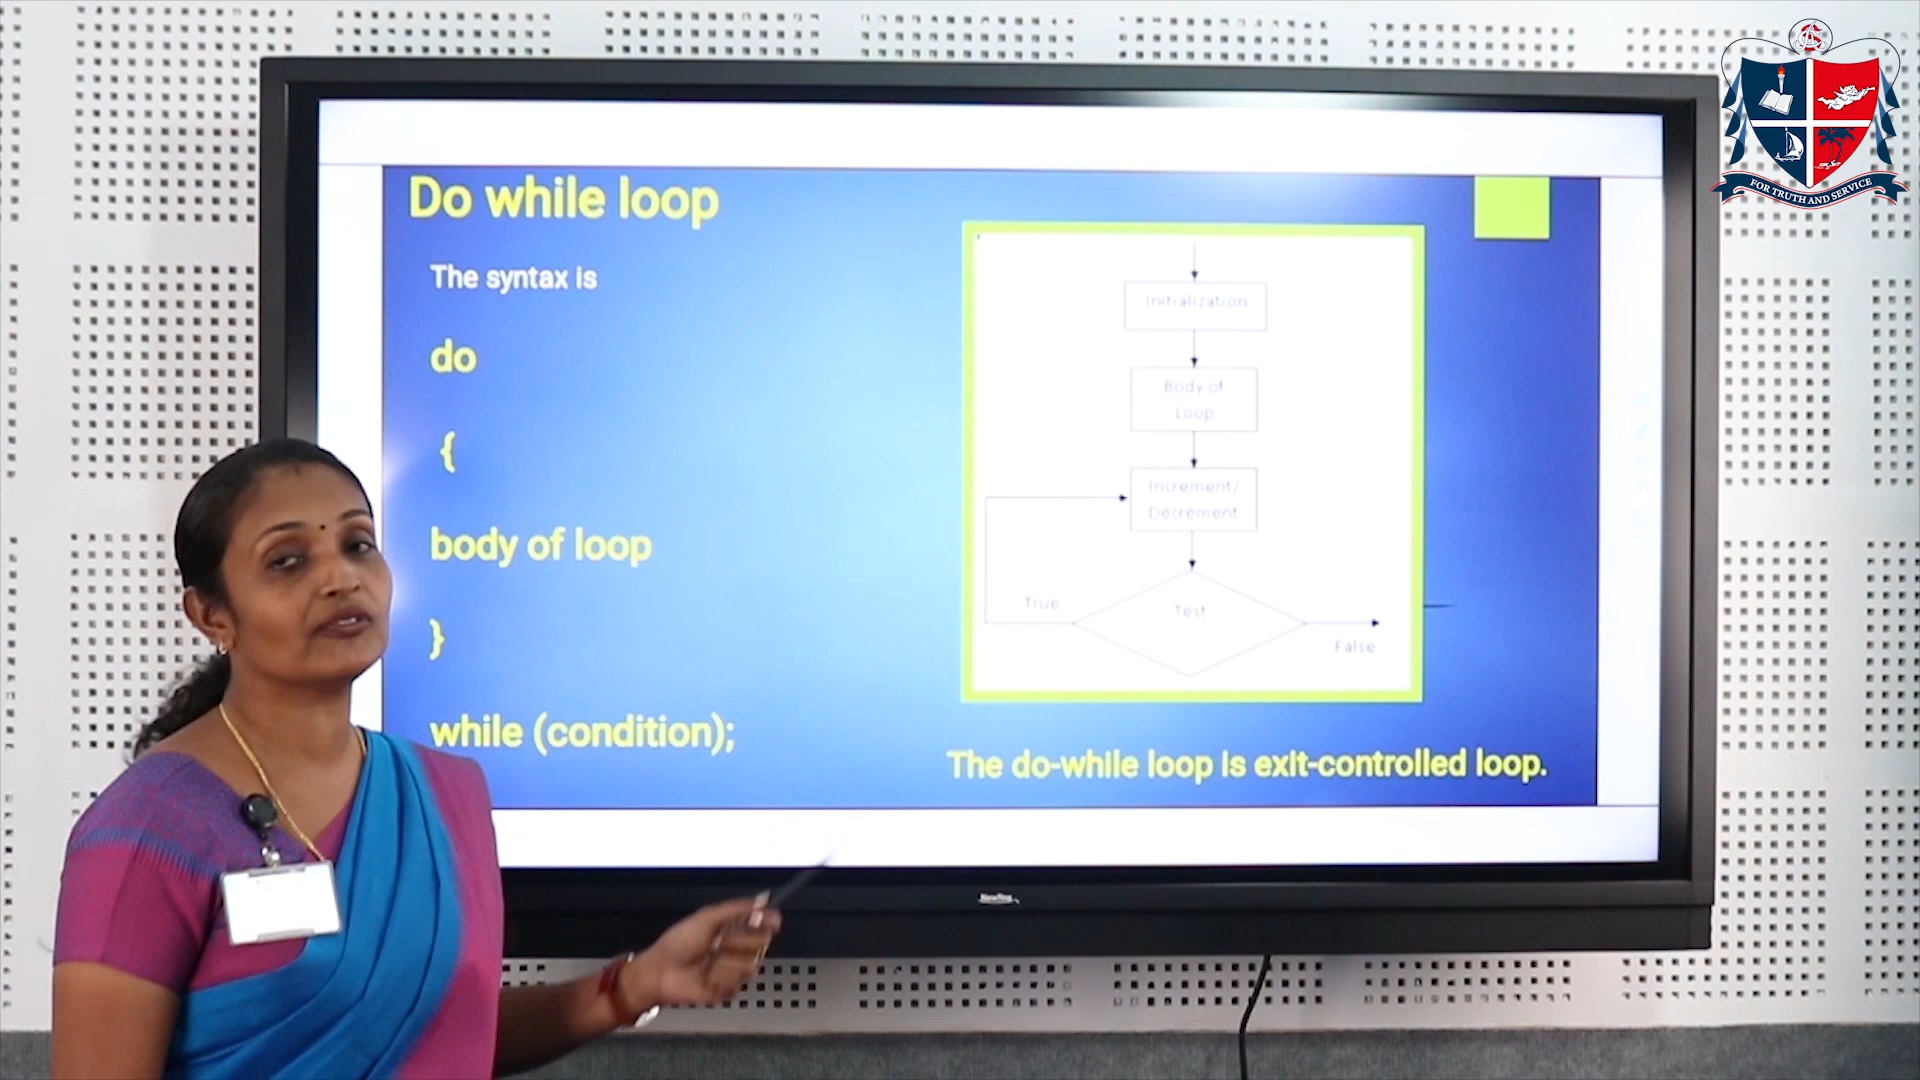 FOR TRUTH AND SERVICE
Do while loop
The syntax is
do
{
body of loop
}
while (condition);
Initialization
Body of
Loop
Increment/
Decrement
True
Test
False
The do-while loop is exit-controlled loop.